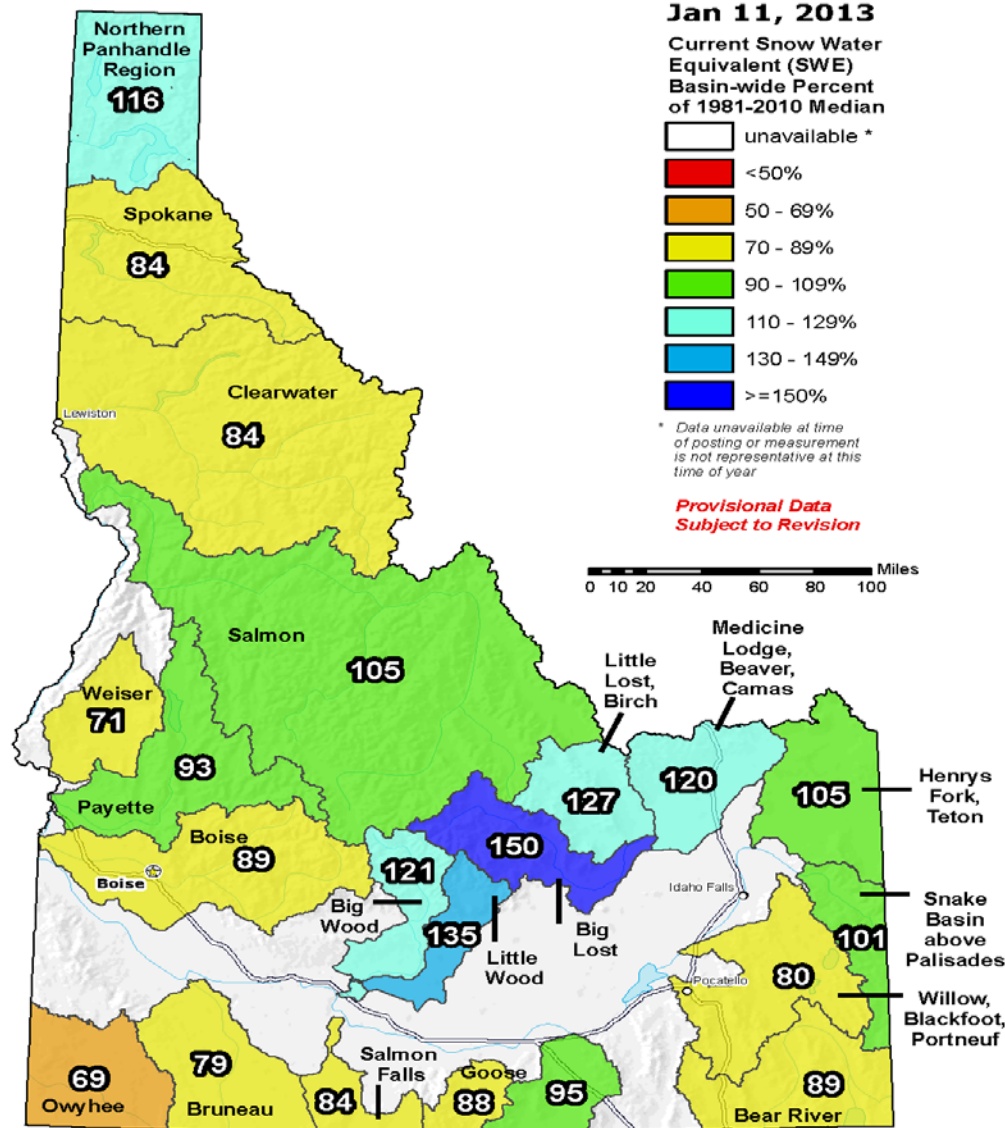 Jan 11, 2013
Current Snow Water
Equivalent (SWE)
Basin-wide Percent
of 1981-2010 Median
unavailable *
<50%
50 - 69%
70 - 89%
90 - 109%
110 - 129%
130 - 149%
>=150%
* Data unavailable at time
of posting or measurement
is not representative at this
time of year
Provisional Data
Subject to Revision
0 10 20 40 60 80 100 Miles
Northern
Panhandle
Region
116
Spokane
84
Clearwater
84
Lewiston
Salmon
105
Weiser
71
93
Payette
Boise
89
Boise
Big
Wood
121
135
Little
Wood
150
Big
Lost
Little
Lost,
Birch
127
Medicine
Lodge,
Beaver,
Camas
120
105
Henrys
Fork,
Teton
Idaho Falls
Snake
Basin
above
Palisades
101
80
Pocatello
Willow,
Blackfoot,
Portneuf
69
Owyhee
79
Bruneau
84
Salmon
Falls
Goose
88
95
89
Bear River